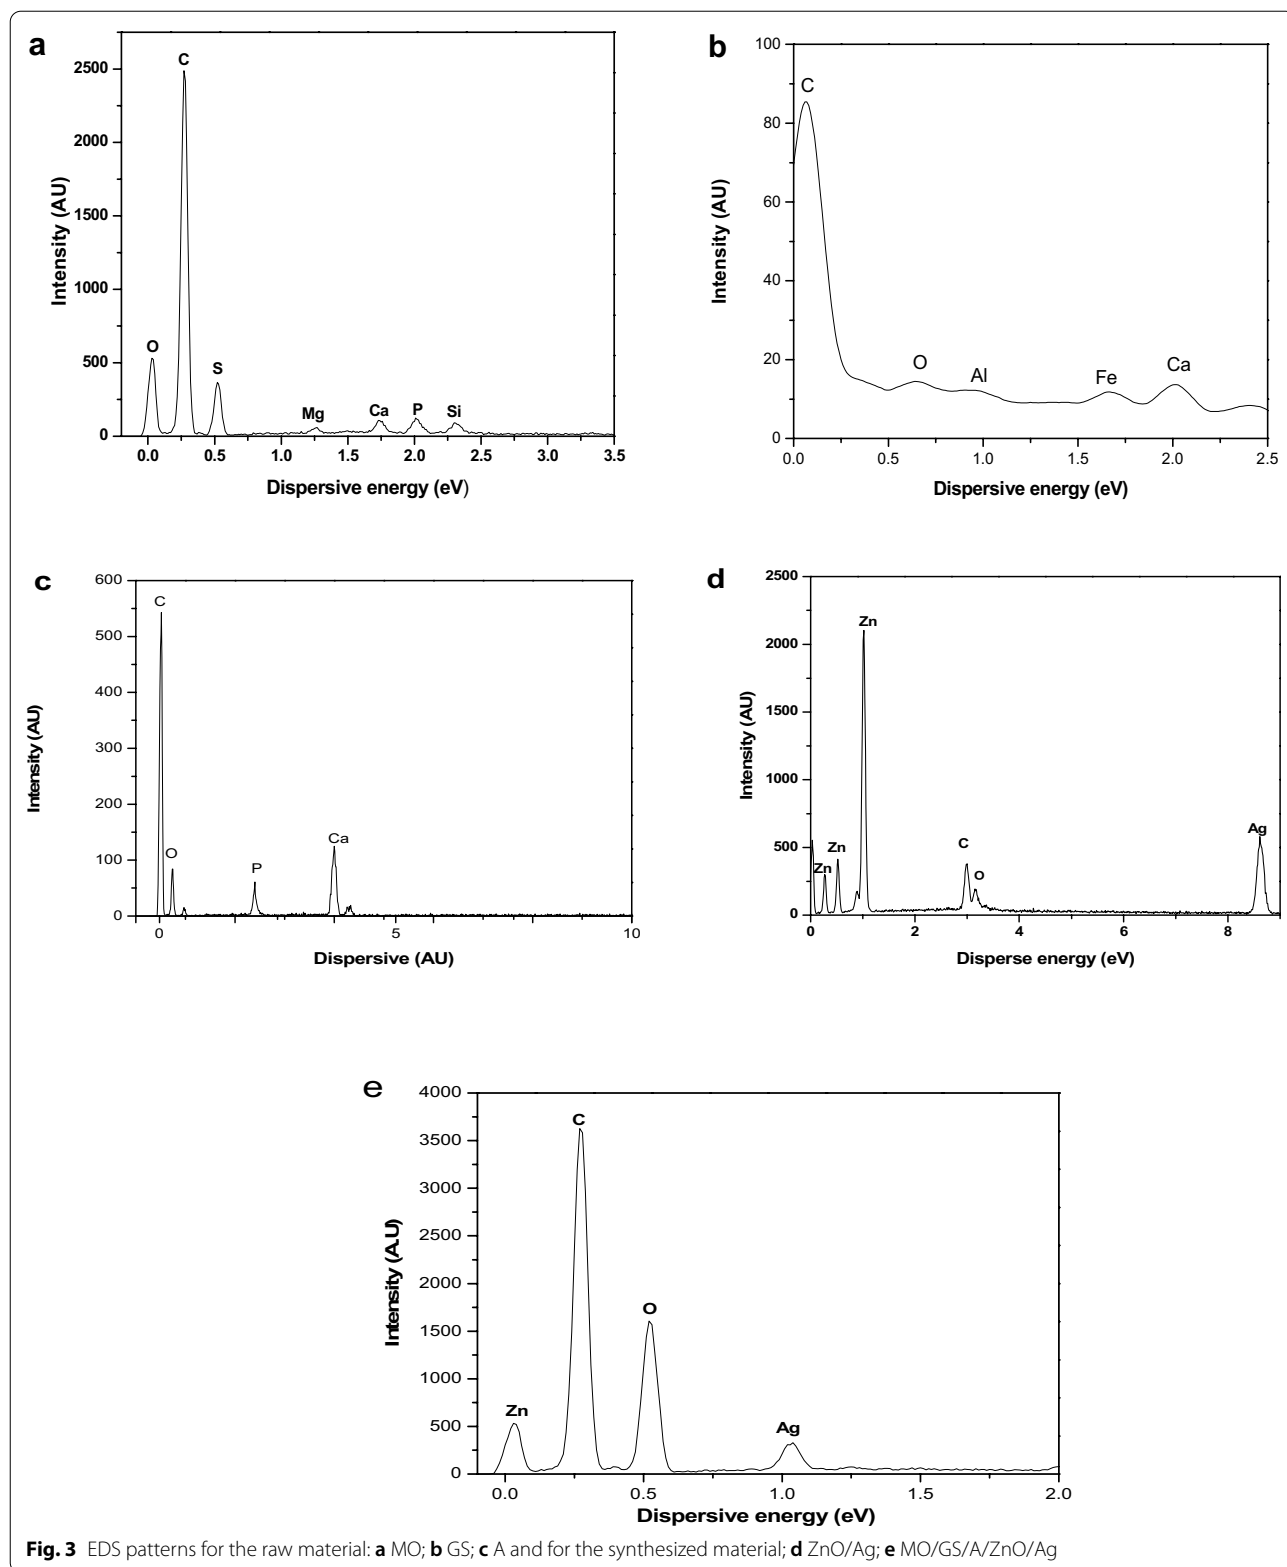 a
C
O
S
Mg
Ca
P
Si
2500
2000
1500
1000
500
0
0.0 0.5 1.0 1.5 2.0 2.5 3.0 3.5
Intensity (AU)
Dispersive energy (eV)
b
C
O
Al
Fe
Ca
100
80
60
40
20
0
0.0 0.5 1.0 1.5 2.0 2.5
Intensity (AU)
Dispersive energy (eV)
c
C
O
P
Ca
600
500
400
300
200
100
0
0 5 10
Intensity (AU)
Dispersive (AU)
d
Zn
Zn
Zn
C
O
Ag
2500
2000
1500
1000
500
0
0 2 4 6 8
Intensity (AU)
Disperse energy (eV)
e
Zn
C
O
Ag
4000
3500
3000
2500
2000
1500
1000
500
0
0.0 0.5 1.0 1.5 2.0
Intensity (A.U)
Dispersive energy (eV)
Fig. 3 EDS patterns for the raw material: a MO; b GS; c A and for the synthesized material; d ZnO/Ag; e MO/GS/A/ZnO/Ag